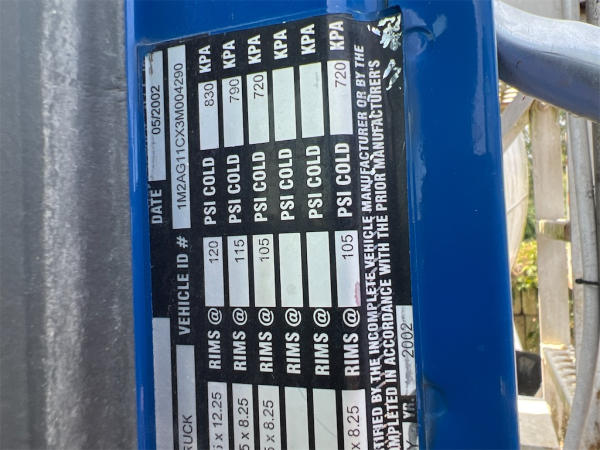 DATE 05/2002
RUCK VEHICLE ID # 1M2AG11CX3M004290
x 12.25 RIMS @ 120 PSI COLD 830 KPA
x 8.25 RIMS @ 115 PSI COLD 790 KPA
x 8.25 RIMS @ 105 PSI COLD 720 KPA
RIMS @ PSI COLD KPA
RIMS @ PSI COLD KPA
x 8.25 RIMS @ 105 PSI COLD 720 KPA
TIFIED BY THE INCOMPLETE VEHICLE MANUFACTURER OR BY THE
MPLETED IN ACCORDANCE WITH THE PRIOR MANUFACTURER'S
Y YR 2002